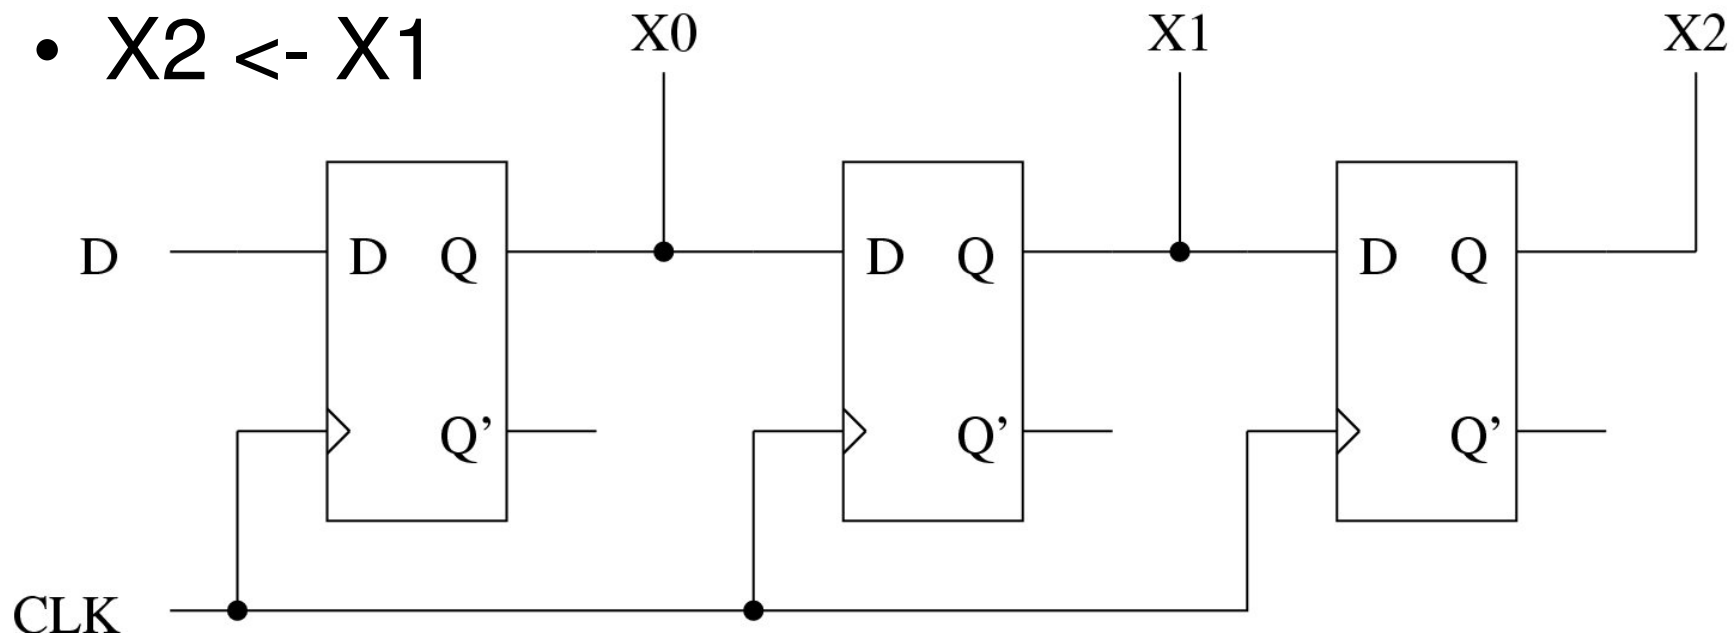 • X2 <- X1
X0 X1 X2
D D Q D Q D Q
Q’ Q’ Q’
CLK